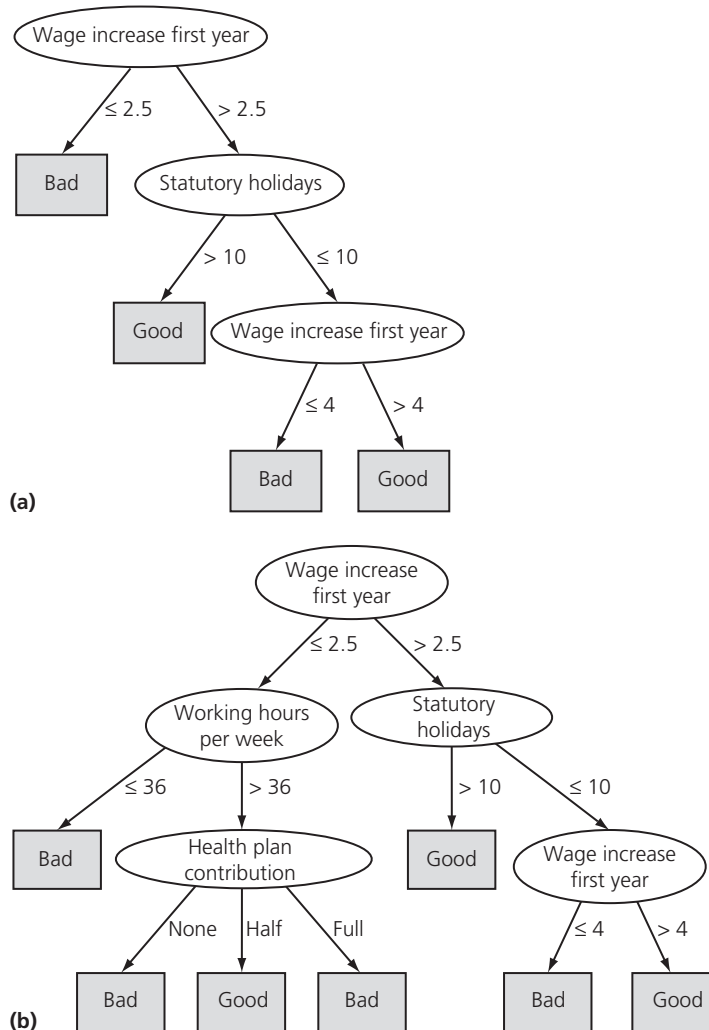 Wage increase first year
≤ 2.5
> 2.5
Bad
Statutory holidays
> 10
≤ 10
Good
Wage increase first year
≤ 4
> 4
Bad
Good
(a)
Wage increase
first year
≤ 2.5
> 2.5
Working hours
per week
Statutory
holidays
≤ 36
> 36
> 10
≤ 10
Bad
Health plan
contribution
Good
Wage increase
first year
None
Half
Full
≤ 4
> 4
Bad
Good
Bad
Bad
Good
(b)